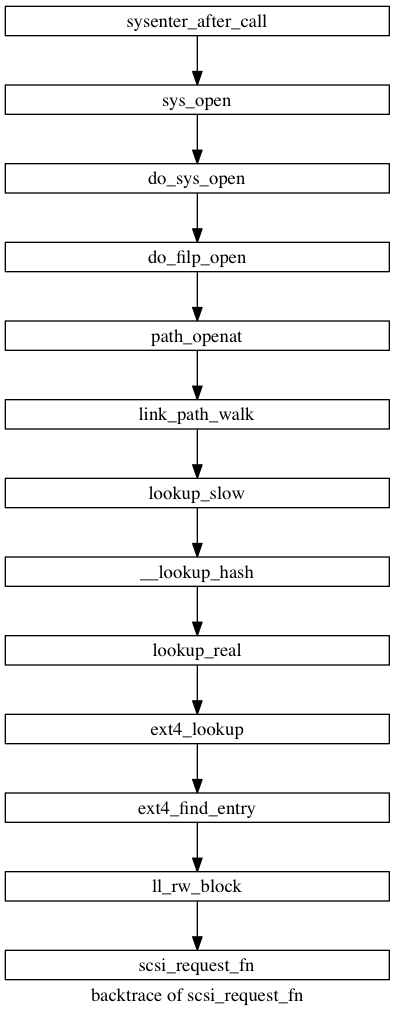 sysenter_after_call
sys_open
do_sys_open
do_filp_open
path_openat
link_path_walk
lookup_slow
__lookup_hash
lookup_real
ext4_lookup
ext4_find_entry
ll_rw_block
scsi_request_fn
backtrace of scsi_request_fn